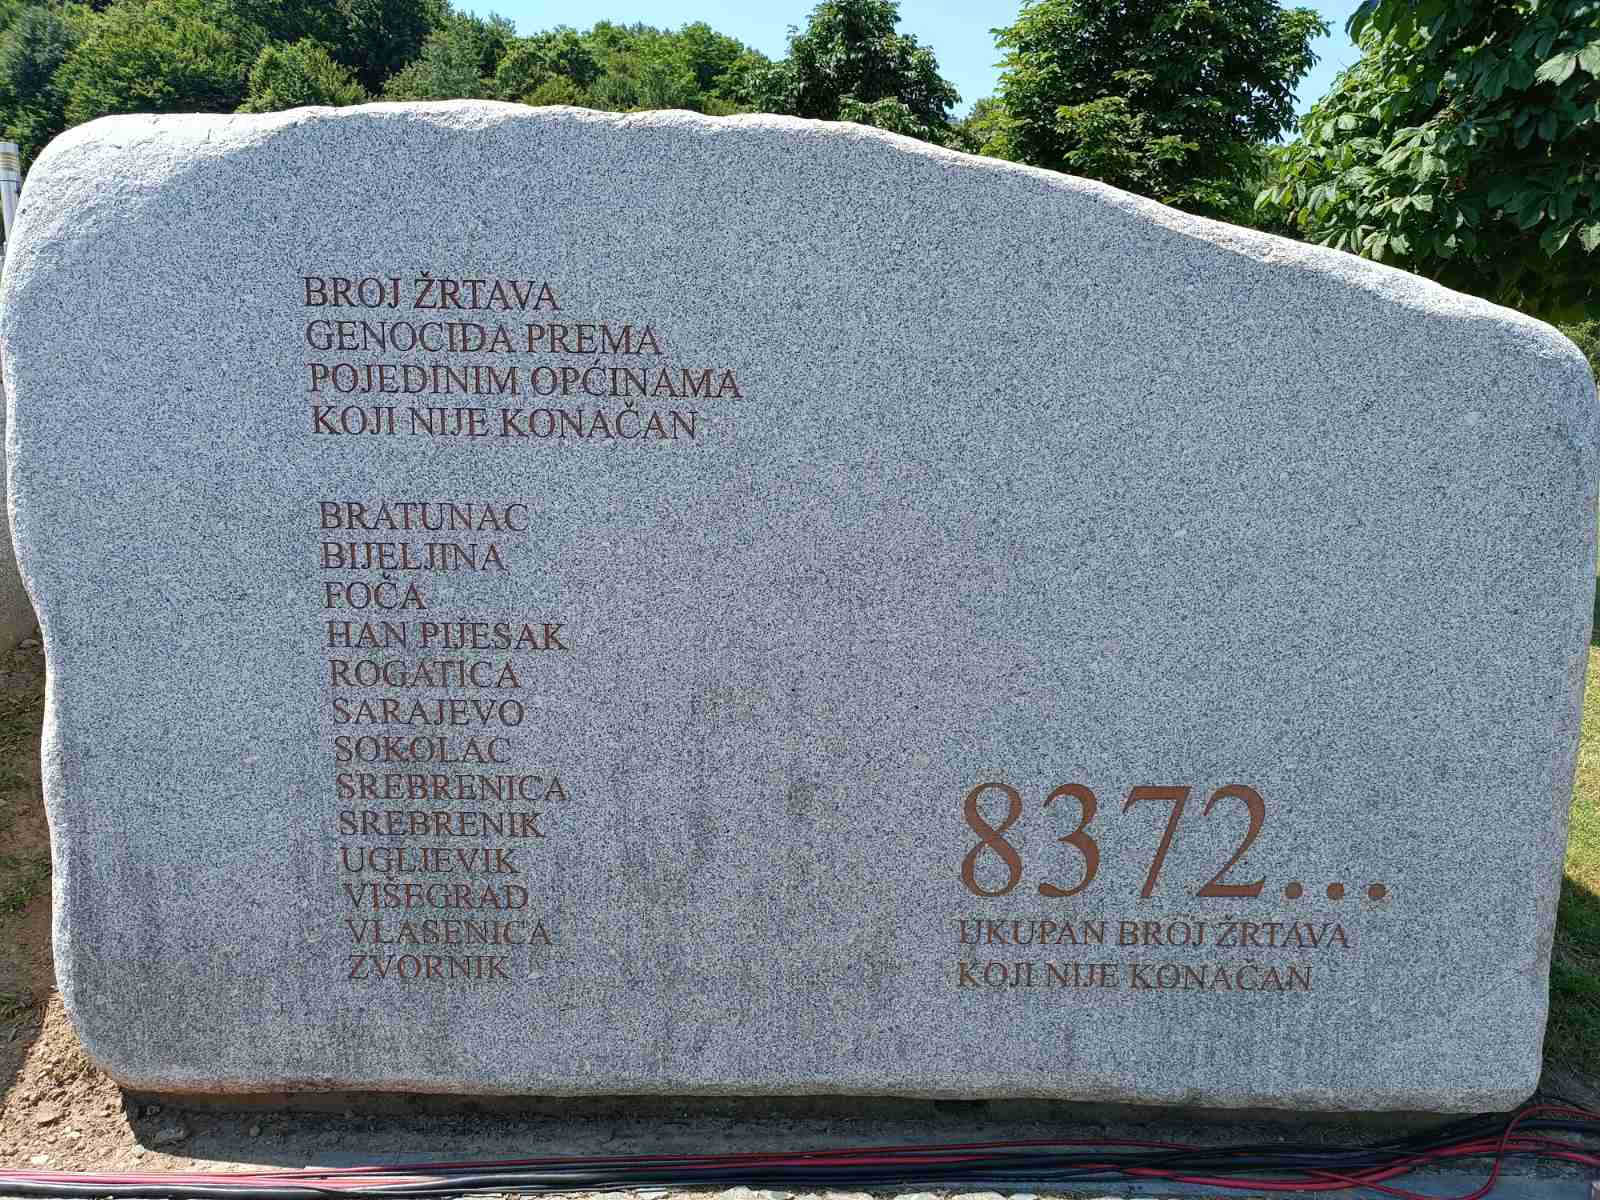 BROJ ŽRTAVA
GENOCIDA PREMA
POJEDINIM OPĆINAMA
KOJI NIJE KONAČAN
BRATUNAC
BIJELJINA
FOČA
HAN PIJESAK
ROGATICA
SARAJEVO
SOKOLAC
SREBRENICA
SREBRENIK
UGLJEVIK
VIŠEGRAD
VLASENICA
ZVORNIK
8372...
UKUPAN BROJ ŽRTAVA
KOJI NIJE KONAČAN